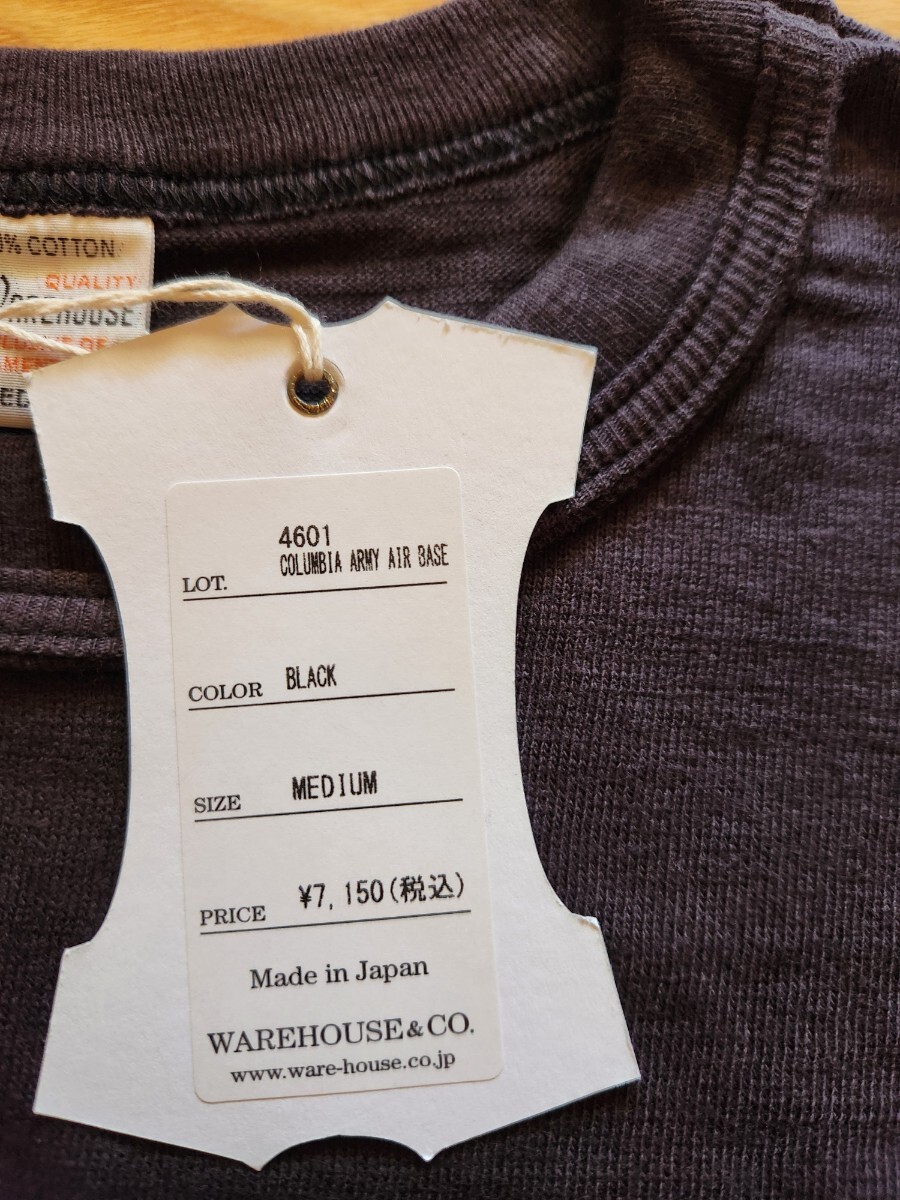 % COTTON
QUALITY
WAREHOUSE
4601
COLUMBIA ARMY AIR BASE
LOT.
COLOR BLACK
SIZE MEDIUM
PRICE ¥7,150(税込)
Made in Japan
WAREHOUSE&CO.
www.ware-house.co.jp